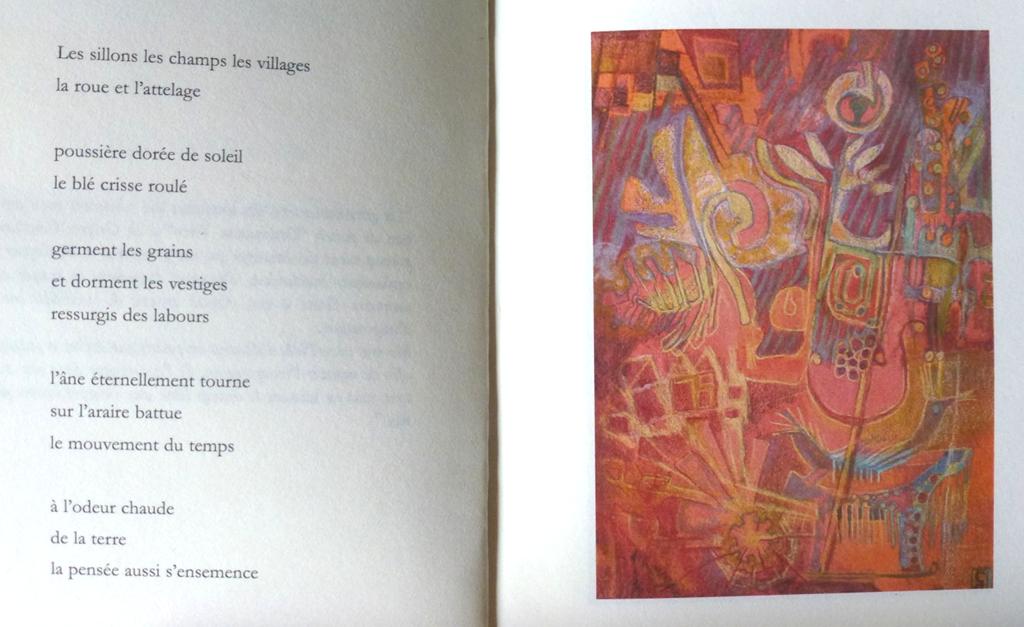 Les sillons les champs les villages
la roue et l'attelage
poussière dorée de soleil
le blé crisse roulé
germent les grains
et dorment les vestiges
ressurgis des labours
l'âne éternellement tourne
sur l'araire battue
le mouvement du temps
à l'odeur chaude
de la terre
la pensée aussi s'ensemence